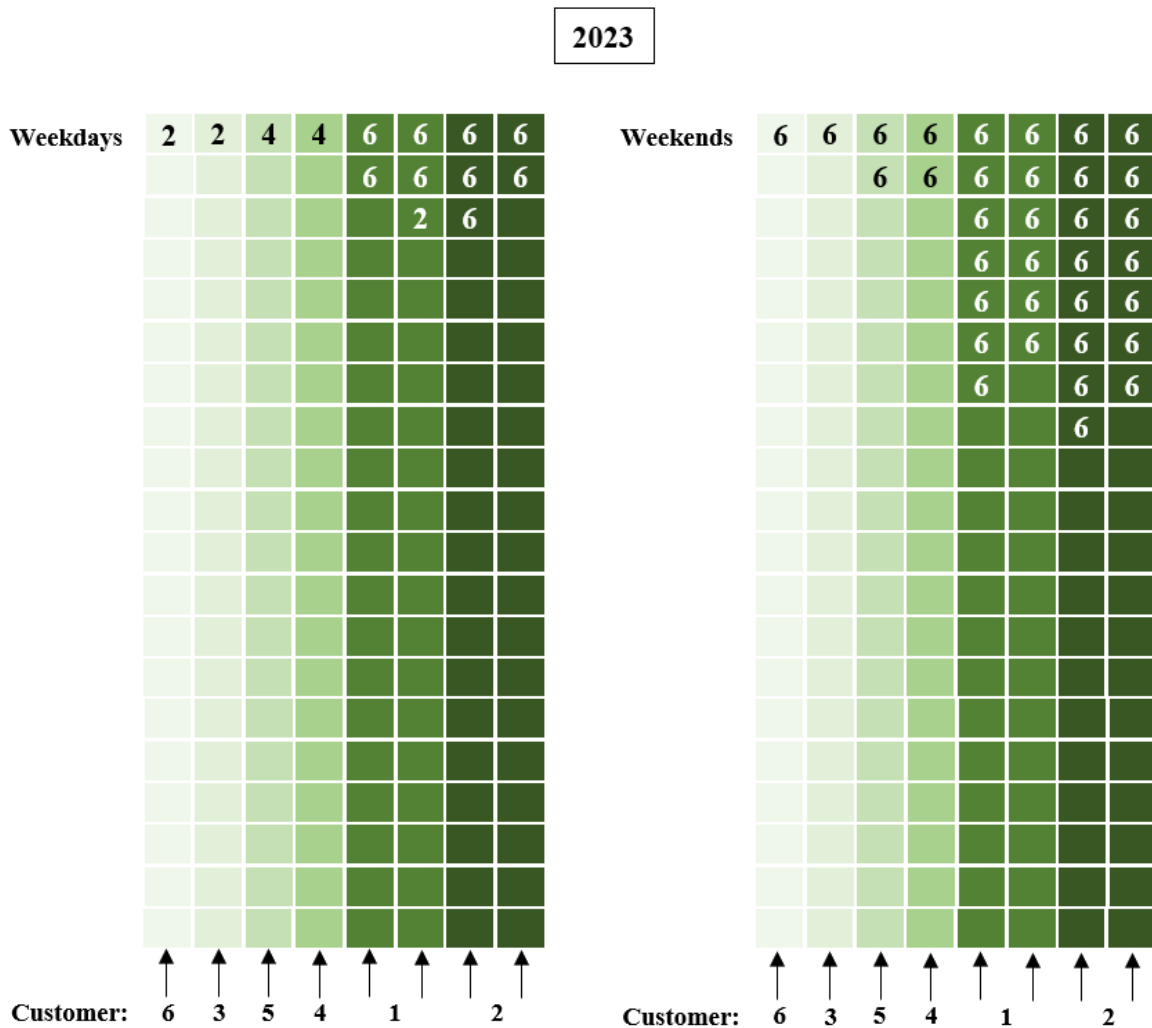 2023
Weekdays 2 2 4 4 6 6 6 6
6 6 6 6
2 6
Customer: 6 3 5 4 1 2
Weekends 6 6 6 6 6 6 6 6
6 6 6 6 6 6
6 6 6 6
6 6 6 6
6 6 6 6
6 6 6 6
6 6 6
6
Customer: 6 3 5 4 1 2